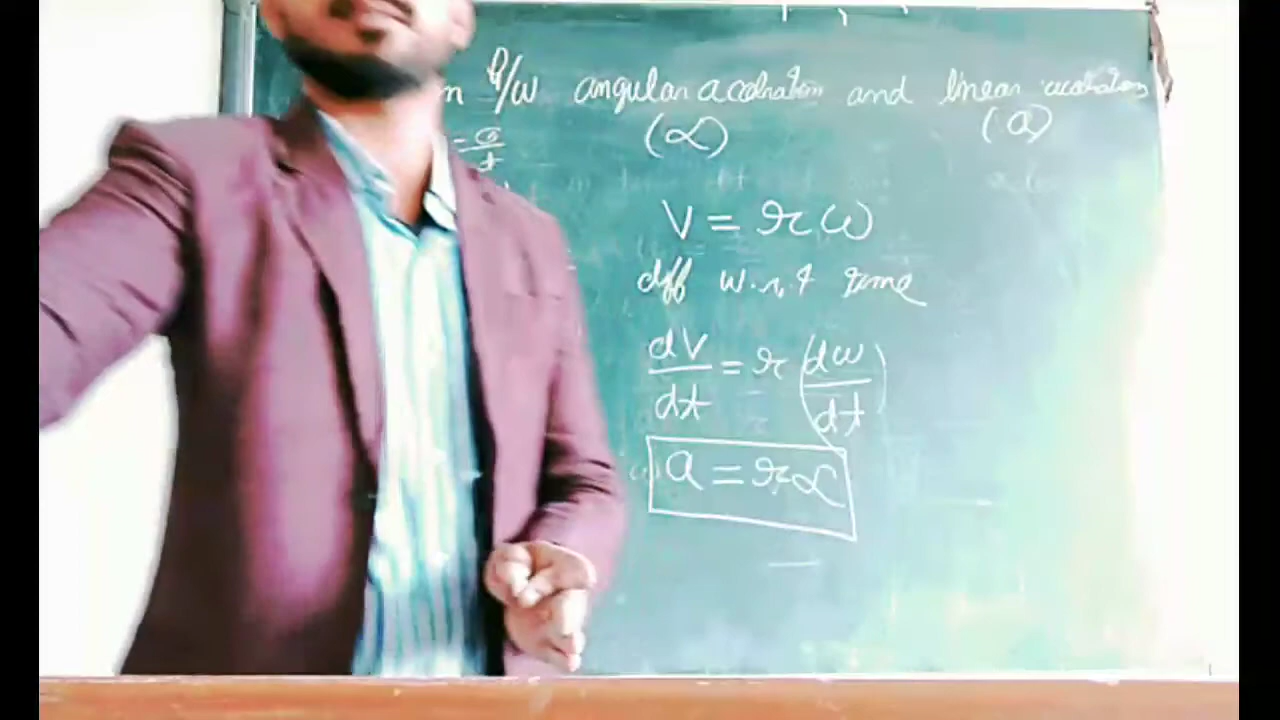 n b/w angular acceleration and linear acceleration
(α)
(a)
v = rω
diff w.r.t time
dv/dt = r (dω/dt)
a = rα